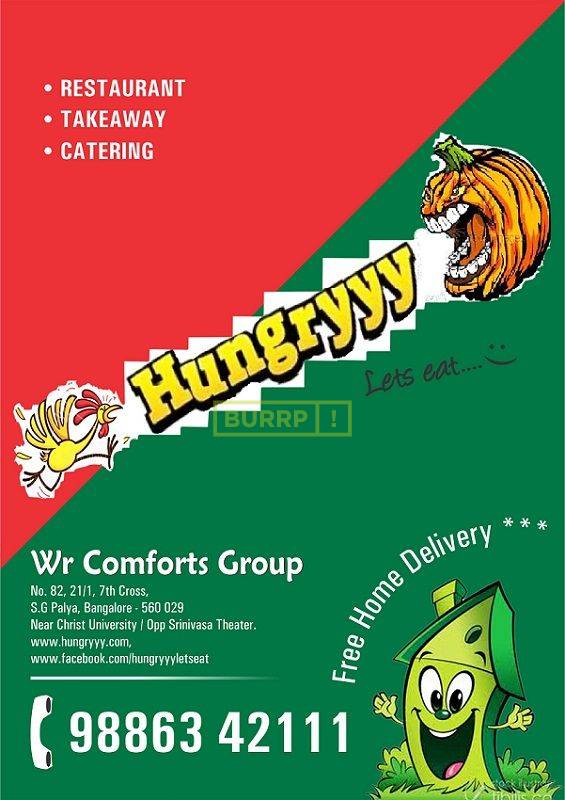 • RESTAURANT
• TAKEAWAY
• CATERING
Hungryyy
Lets eat....
BURRP !
Free Home Delivery ***
Wr Comforts Group
No. 82, 21/1, 7th Cross,
S.G Palya, Bangalore - 560 029
Near Christ University / Opp Srinivasa Theater.
www.hungryyy.com,
www.facebook.com/hungryyyletseat
98863 42111